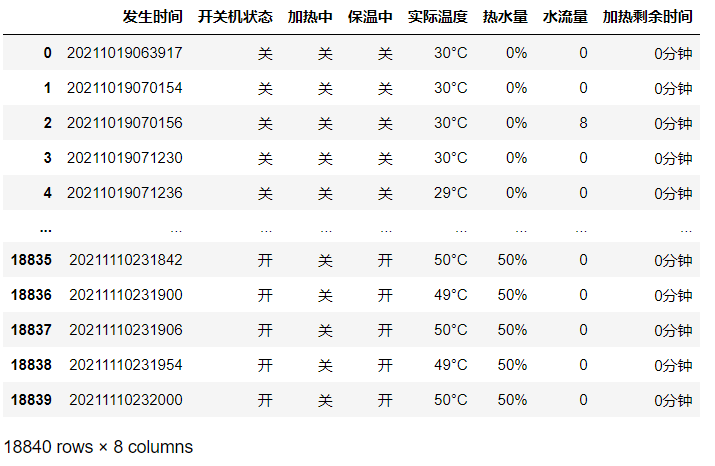 发生时间 开关机状态 加热中 保温中 实际温度 热水量 水流量 加热剩余时间
0 20211019063917 关 关 关 30°C 0% 0 0分钟
1 20211019070154 关 关 关 30°C 0% 0 0分钟
2 20211019070156 关 关 关 30°C 0% 8 0分钟
3 20211019071230 关 关 关 30°C 0% 0 0分钟
4 20211019071236 关 关 关 29°C 0% 0 0分钟
... ... ... ... ... ... ... ... ...
18835 20211110231842 开 关 开 50°C 50% 0 0分钟
18836 20211110231900 开 关 开 49°C 50% 0 0分钟
18837 20211110231906 开 关 开 50°C 50% 0 0分钟
18838 20211110231954 开 关 开 49°C 50% 0 0分钟
18839 20211110232000 开 关 开 50°C 50% 0 0分钟
18840 rows × 8 columns